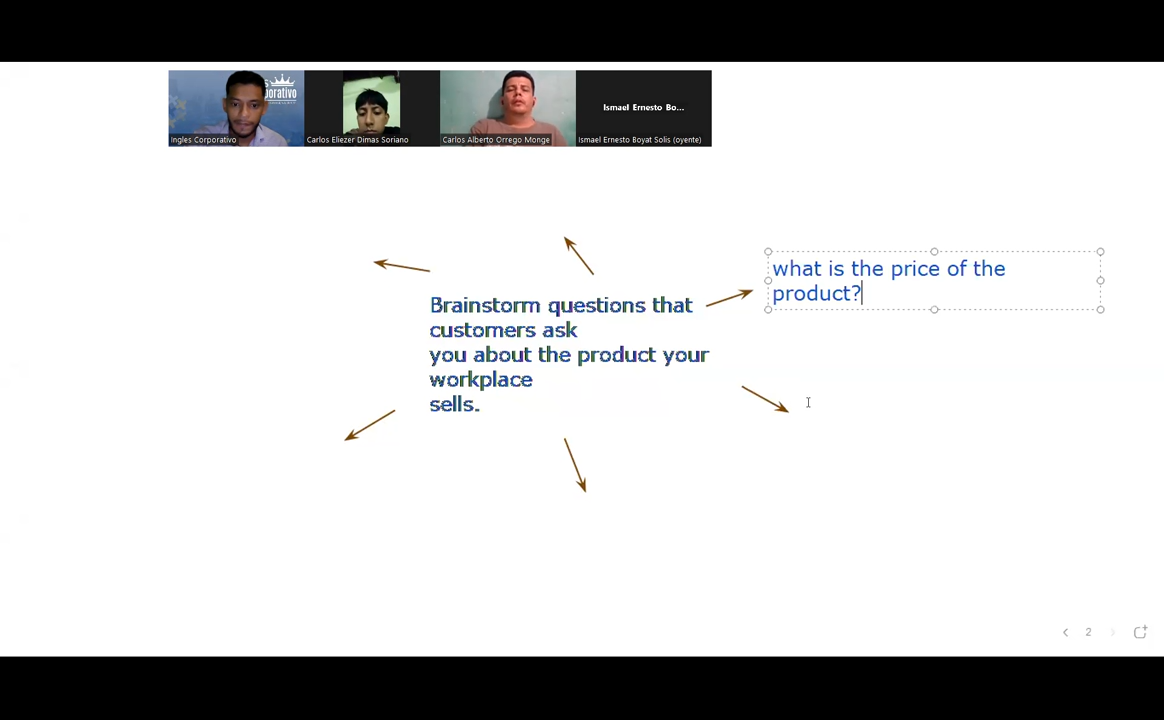 Ismael Ernesto Bo...
Ingles Corporativo
Carlos Eliezer Dimas Soriano
Carlos Alberto Orrego Monge
Ismael Ernesto Boyat Solis (oyente)
what is the price of the
product?
Brainstorm questions that
customers ask
you about the product your
workplace
sells.
2